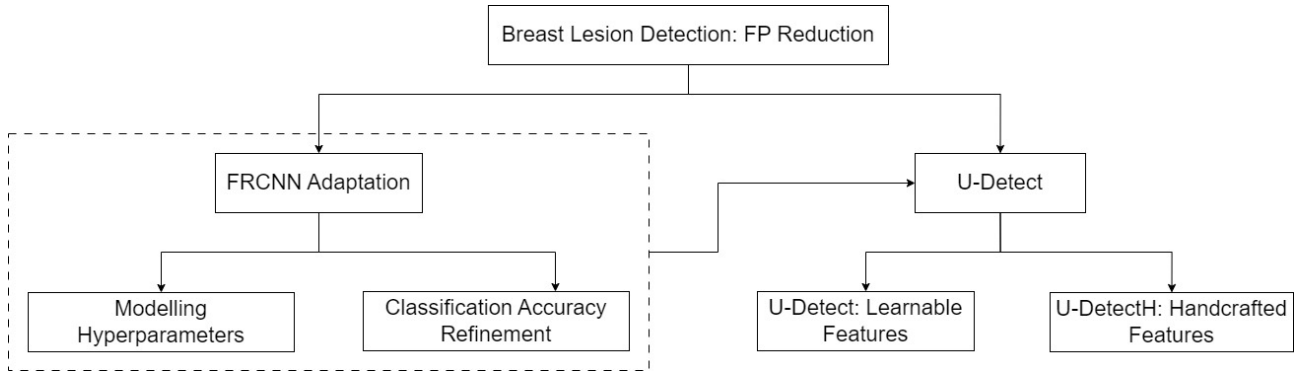 Breast Lesion Detection: FP Reduction
FRCNN Adaptation
U-Detect
Modelling
Hyperparameters
Classification Accuracy
Refinement
U-Detect: Learnable
Features
U-DetectH: Handcrafted
Features